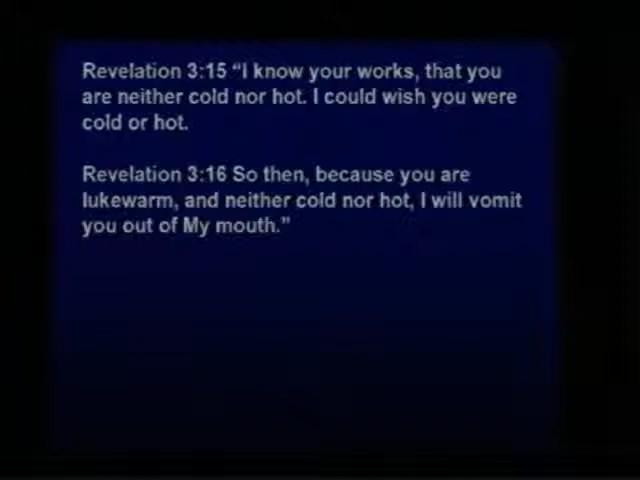 Revelation 3:15 “I know your works, that you
are neither cold nor hot. I could wish you were
cold or hot.
Revelation 3:16 So then, because you are
lukewarm, and neither cold nor hot, I will vomit
you out of My mouth.”